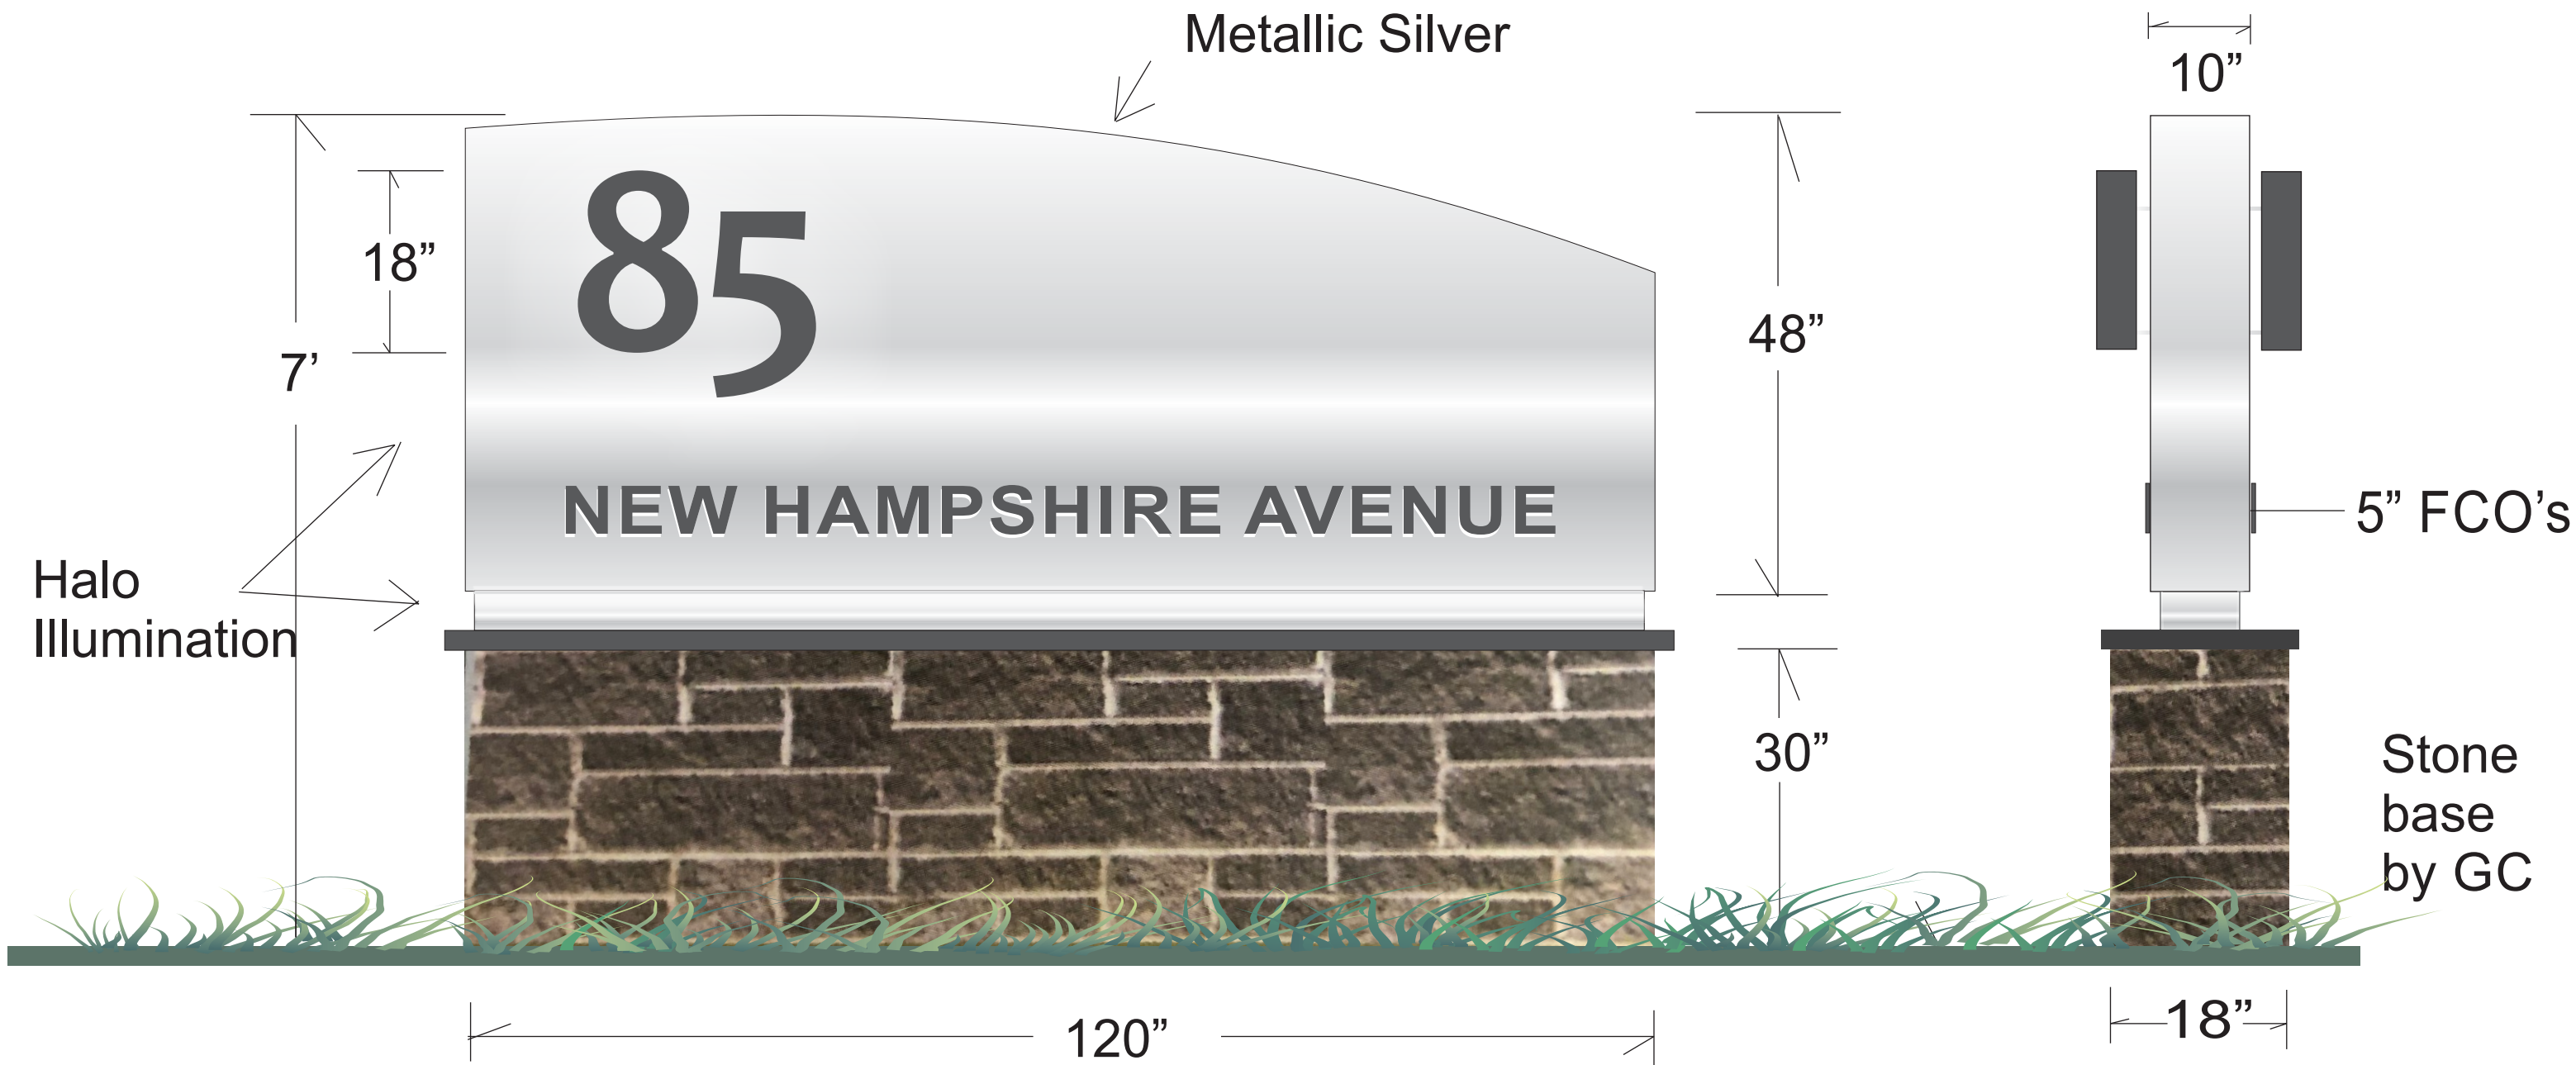 Metallic Silver
10”
18”
7’
85
48”
NEW HAMPSHIRE AVENUE
5” FCO’s
Halo
Illumination
30”
Stone
base
by GC
120”
18”